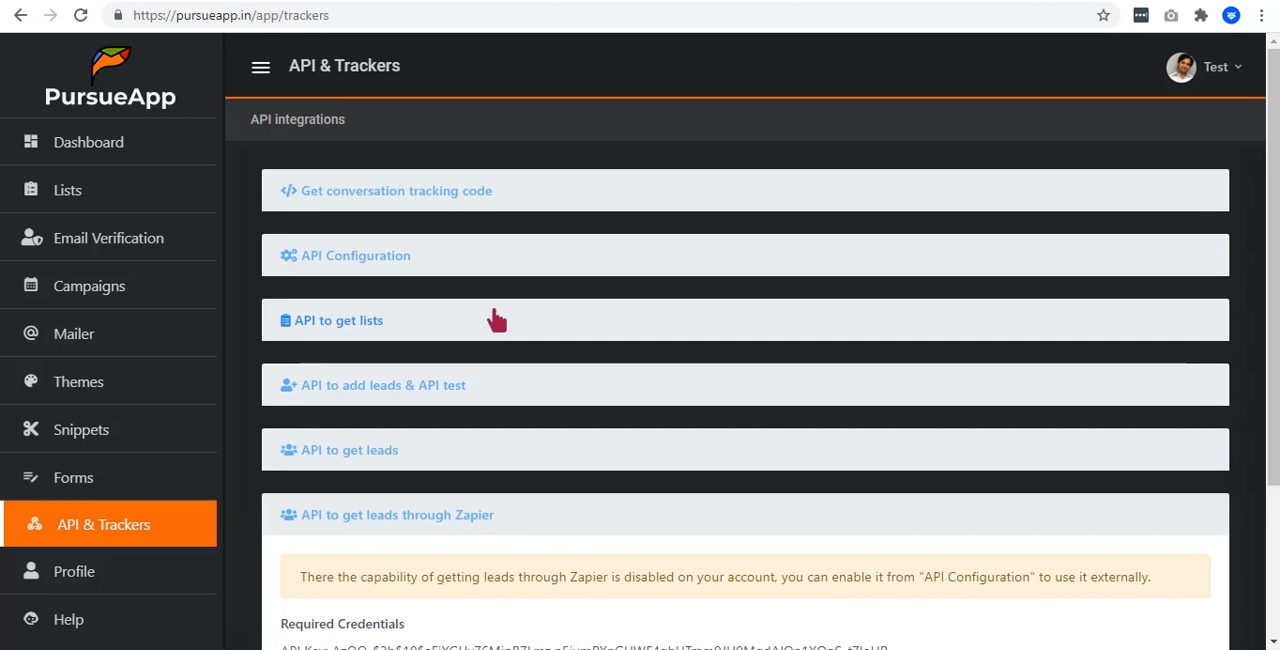 https://pursueapp.in/app/trackers
PursueApp
API & Trackers
Test
API integrations
Dashboard
Lists
Email Verification
Campaigns
Mailer
Themes
Snippets
Forms
API & Trackers
Profile
Help
Get conversation tracking code
API Configuration
API to get lists
API to add leads & API test
API to get leads
API to get leads through Zapier
There the capability of getting leads through Zapier is disabled on your account, you can enable it from "API Configuration" to use it externally.
Required Credentials